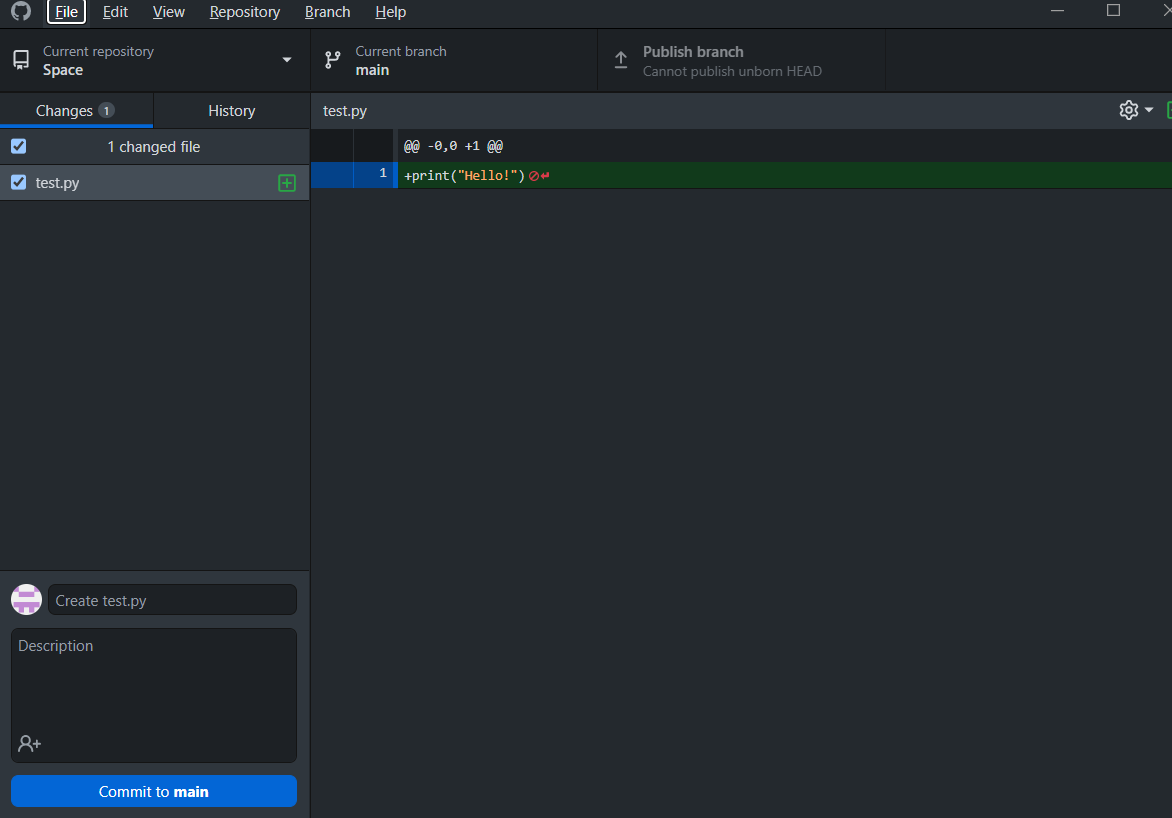 File Edit View Repository Branch Help
Current repository
Space
Current branch
main
Publish branch
Cannot publish unborn HEAD
Changes 1
History
test.py
1 changed file
@@ -0,0 +1 @@
test.py
1 +print("Hello!")
Create test.py
Description
Commit to main